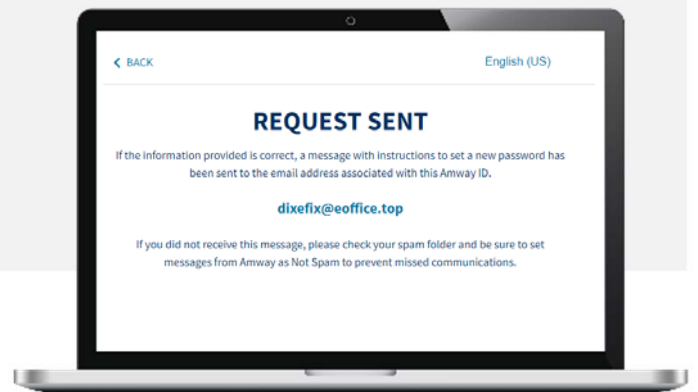 BACK
English (US)
REQUEST SENT
If the information provided is correct, a message with instructions to set a new password has
been sent to the email address associated with this Amway ID.
dixefix@eoffice.top
If you did not receive this message, please check your spam folder and be sure to set
messages from Amway as Not Spam to prevent missed communications.